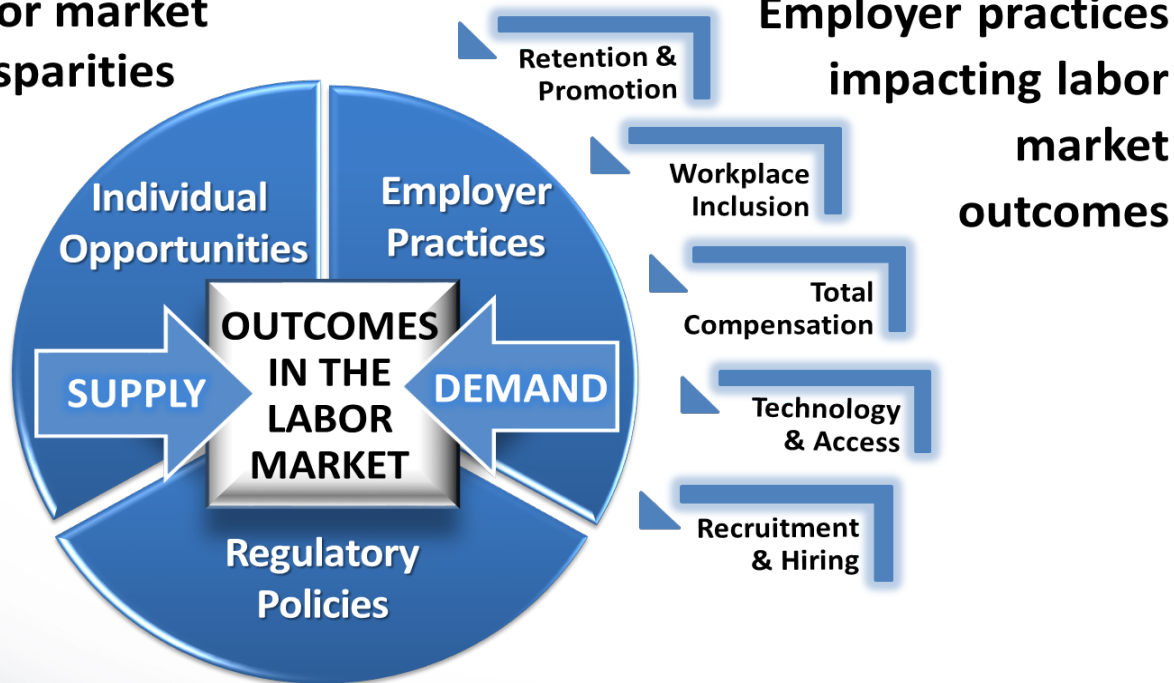 or market
sparities
Employer practices
impacting labor
market
outcomes
Individual
Opportunities
Employer
Practices
OUTCOMES
IN THE
LABOR
MARKET
SUPPLY
DEMAND
Regulatory
Policies
Retention &
Promotion
Workplace
Inclusion
Total
Compensation
Technology
& Access
Recruitment
& Hiring